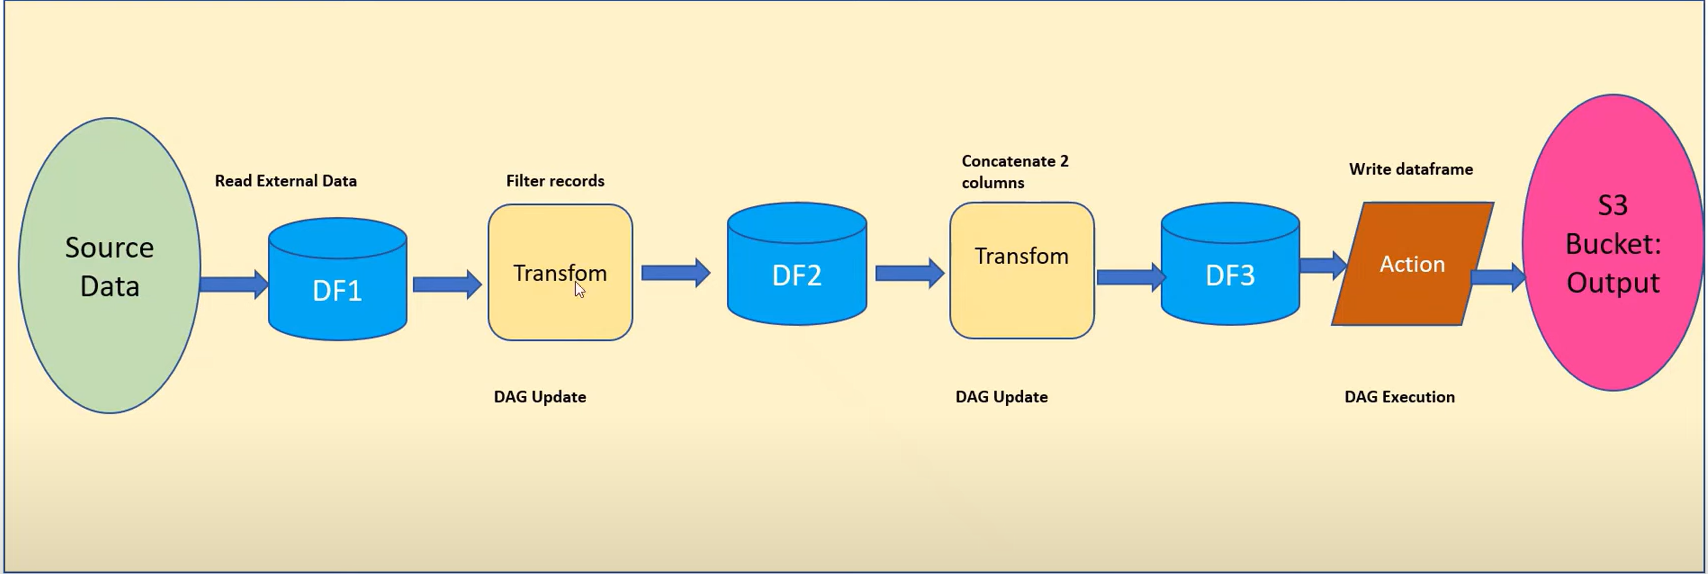 Source
Data
Read External Data
DF1
Filter records
Transfom
DAG Update
DF2
Concatenate 2
columns
Transfom
DAG Update
DF3
Write dataframe
Action
DAG Execution
S3
Bucket:
Output